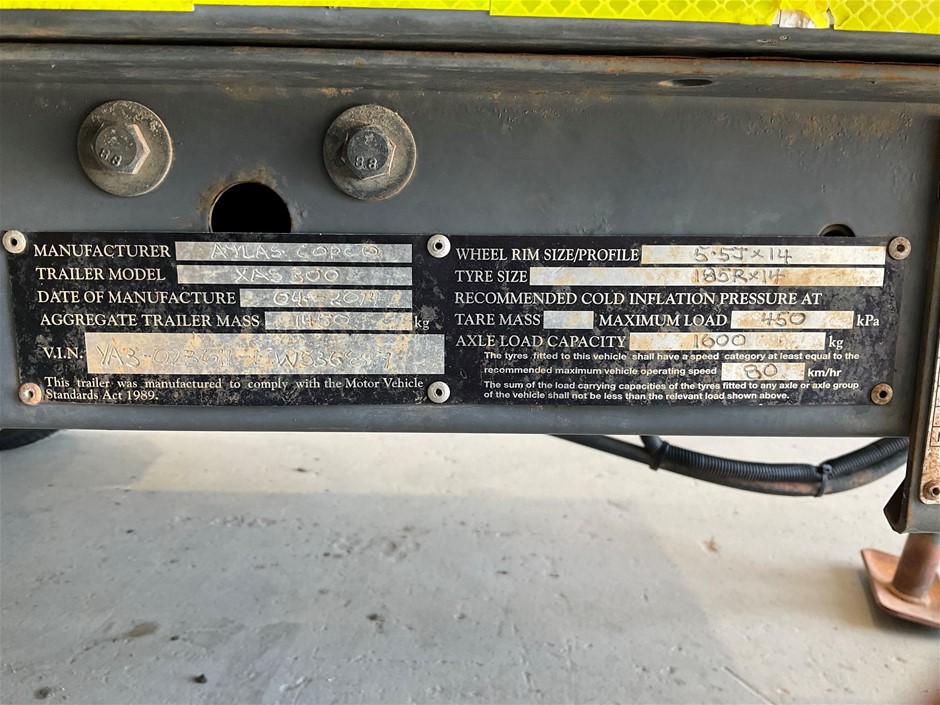 8.8
8.8
MANUFACTURER ATLAS COPCO
TRAILER MODEL XAS
DATE OF MANUFACTURE
AGGREGATE TRAILER MASS kg
V.I.N.
This trailer was manufactured to comply with the Motor Vehicle
Standards Act 1989.
WHEEL RIM SIZE/PROFILE 5.5J×14
TYRE SIZE 185R×14
RECOMMENDED COLD INFLATION PRESSURE AT
TARE MASS MAXIMUM LOAD 450 kPa
AXLE LOAD CAPACITY 1600 kg
The tyres fitted to this vehicle shall have a speed category at least equal to the
recommended maximum vehicle operating speed 80 km/hr
The sum of the load carrying capacities of the tyres fitted to any axle or axle group
of the vehicle shall not be less than the relevant load shown above.